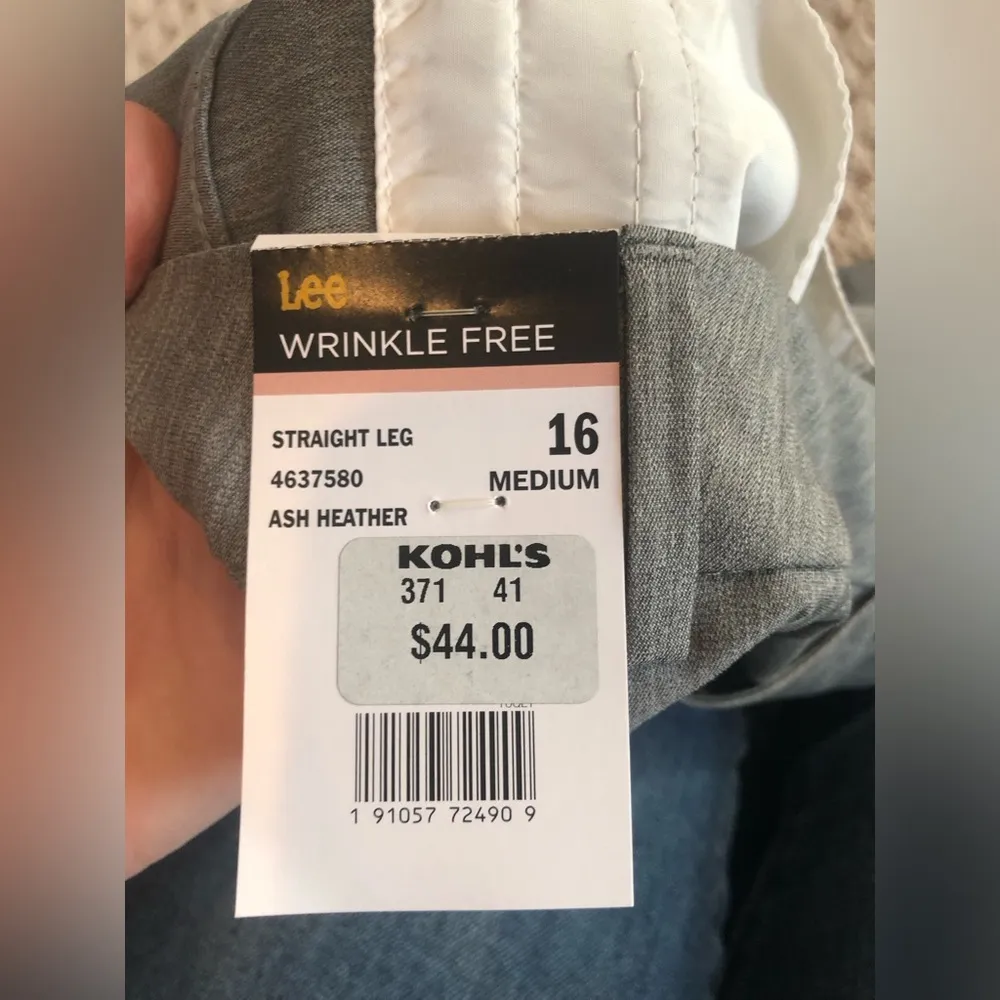 Lee
WRINKLE FREE
STRAIGHT LEG 16
4637580 MEDIUM
ASH HEATHER
KOHL'S
371 41
$44.00
1 91057 72490 9